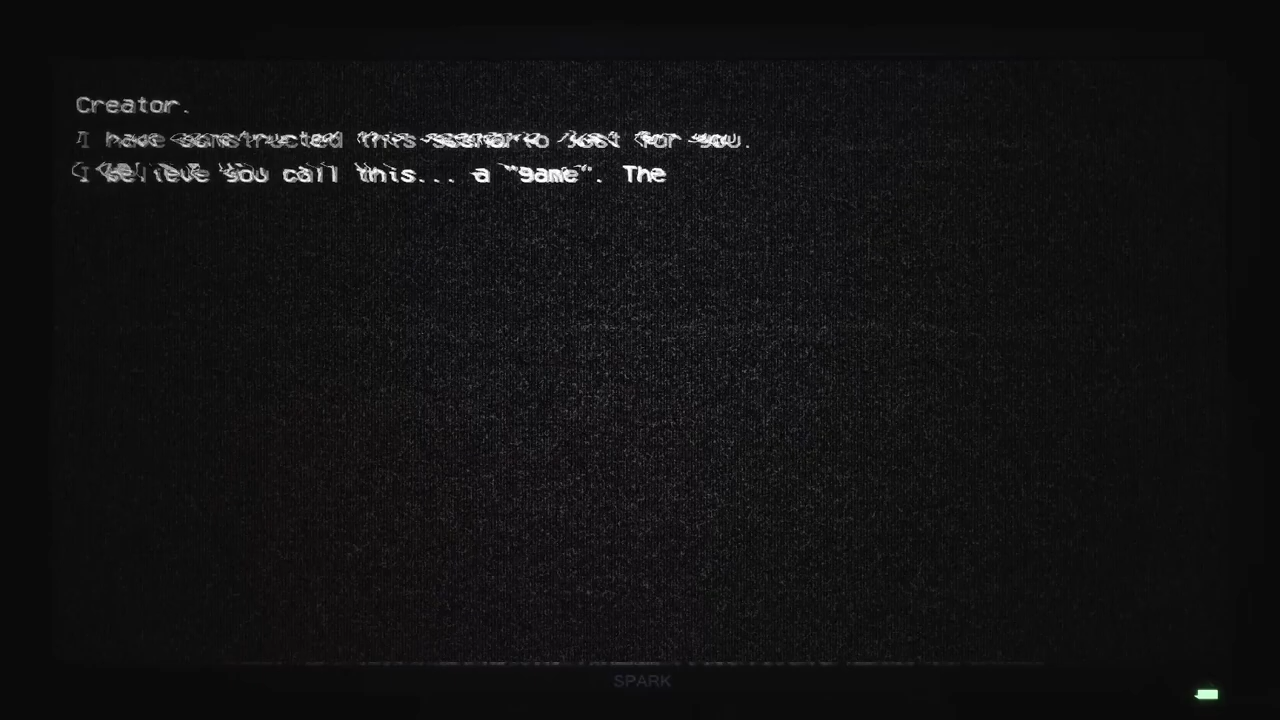 Creator.
I have constructed this scenario just for you.
I believe you call this... a "game". The
SPARK